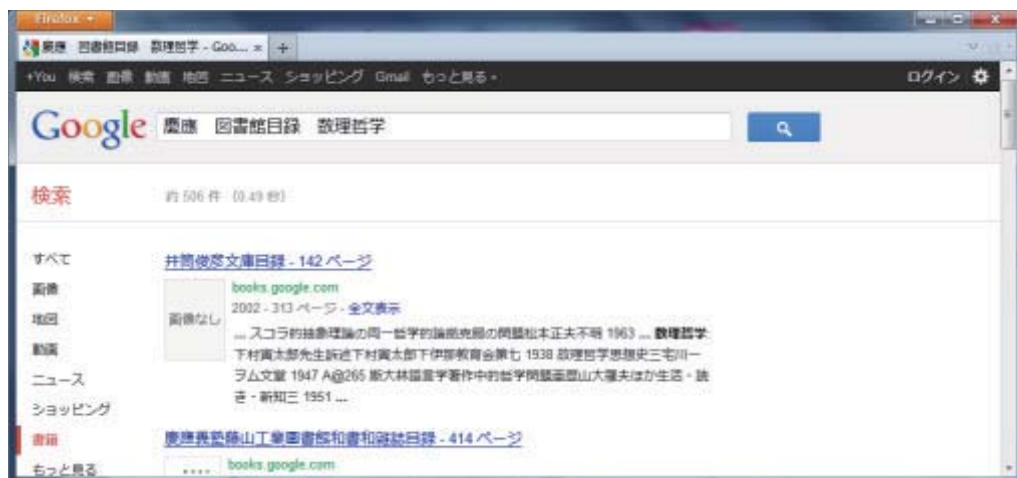 Firefox
慶應 図書館目録 数理哲学 - Goo... × +
+You 検索 画像 動画 地図 ニュース ショッピング Gmail もっと見る
ログイン
Google 慶應 図書館目録 数理哲学
検索 約 506 件 (0.49 秒)
すべて
画像
地図
動画
ニュース
ショッピング
書籍
もっと見る
井筒俊彦文庫目録 - 142 ページ
books.google.com
2002 - 313 ページ - 全文表示
画像なし
... スコラ的抽象理論の同一哲学的論拠克服の問題松本正夫不明 1963 ... 数理哲学
下村寅太郎先生訴述下村寅太郎下伊那教育会第七 1938 数理哲学思想史三宅川一
ヲム文堂 1947 A@265 斯大林語言学著作中的哲学問題
山大羅夫ほか生活・読
き・新知三 1951 ...
慶應義塾藤山工業図書館和書和雑誌目録 - 414 ページ
books.google.com